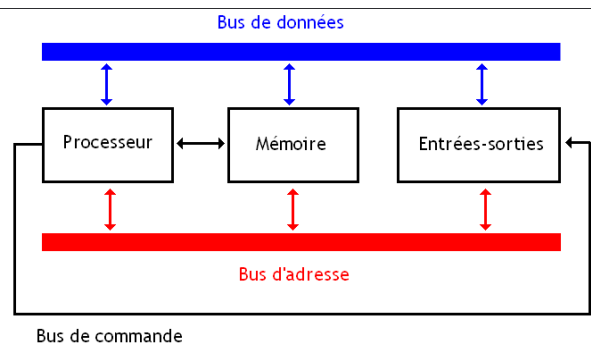 Bus de données
Processeur
Mémoire
Entrées-sorties
Bus d'adresse
Bus de commande